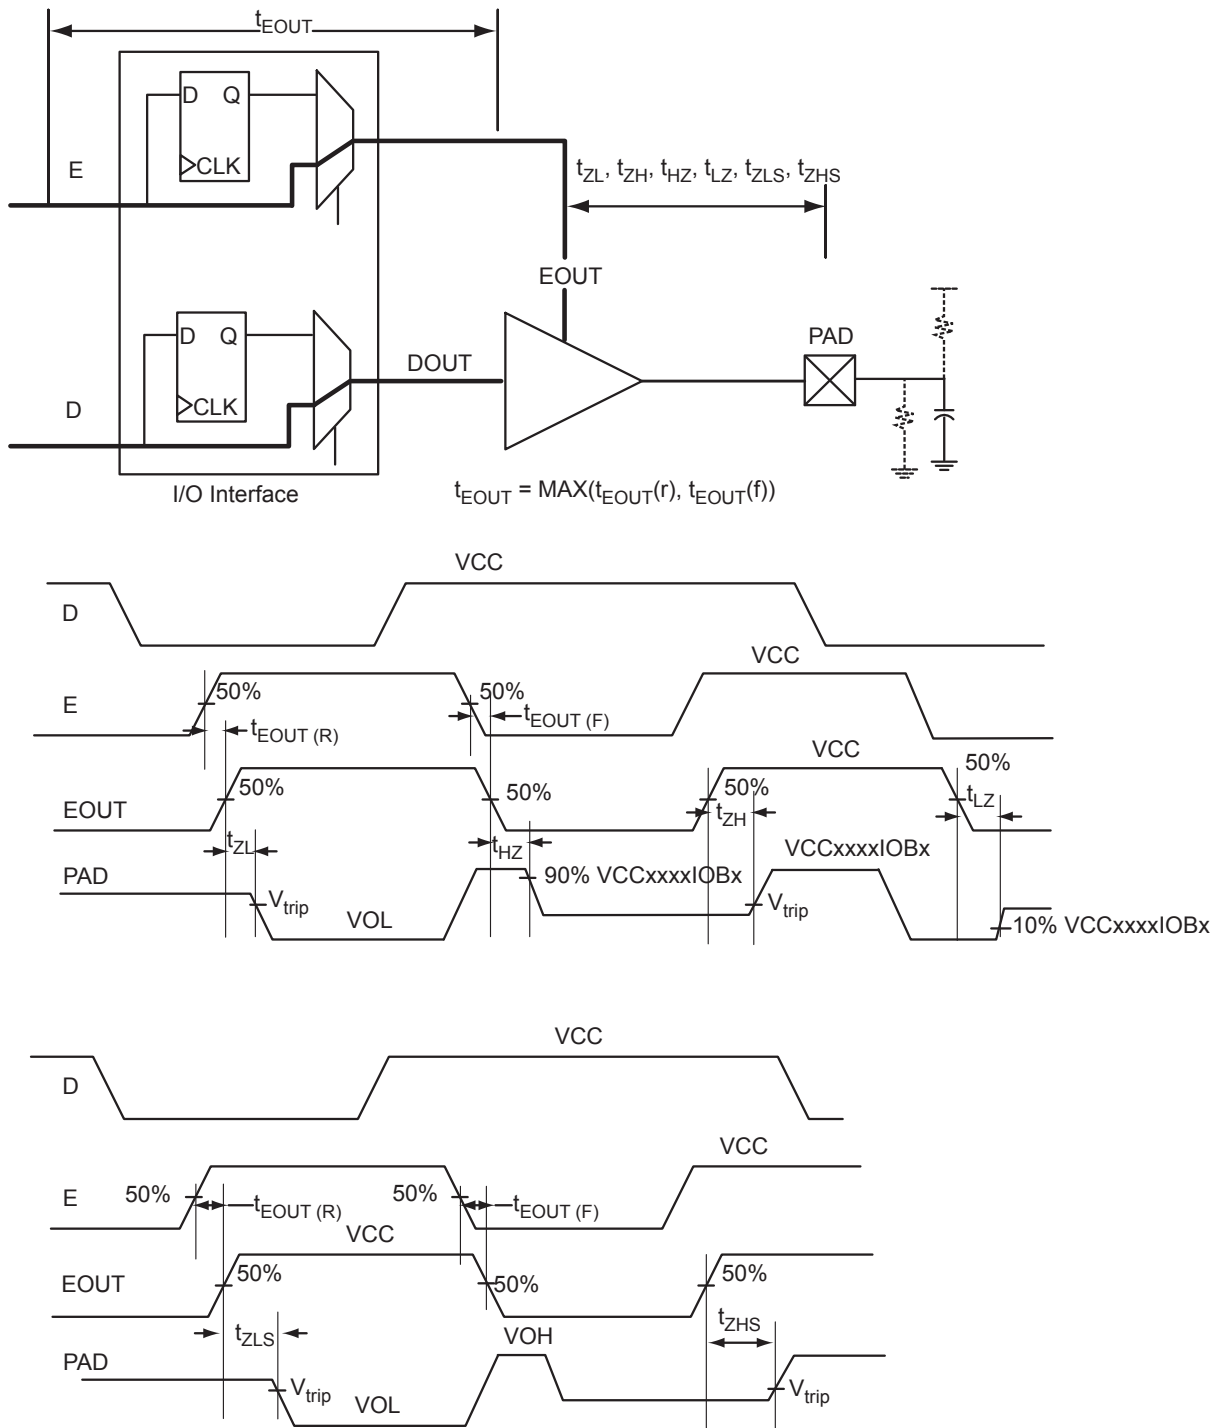 tEOUT
D Q
CLK
E
tZL, tZH, tHZ, tLZ, tZLS, tZHS
EOUT
D Q
CLK
D
DOUT
PAD
I/O Interface
tEOUT = MAX(tEOUT(r), tEOUT(f))
VCC
D
VCC
50%
50%
E
tEOUT (R)
tEOUT (F)
VCC
50%
50%
50%
50%
EOUT
tZL
tHZ
tZH
tLZ
VCCxxxxIOBx
PAD
90% VCCxxxxIOBx
Vtrip
VOL
Vtrip
10% VCCxxxxIOBx
VCC
D
VCC
50%
50%
E
tEOUT (R)
tEOUT (F)
VCC
EOUT
50%
50%
50%
tZLS
VOH
tZHS
PAD
Vtrip
VOL
Vtrip